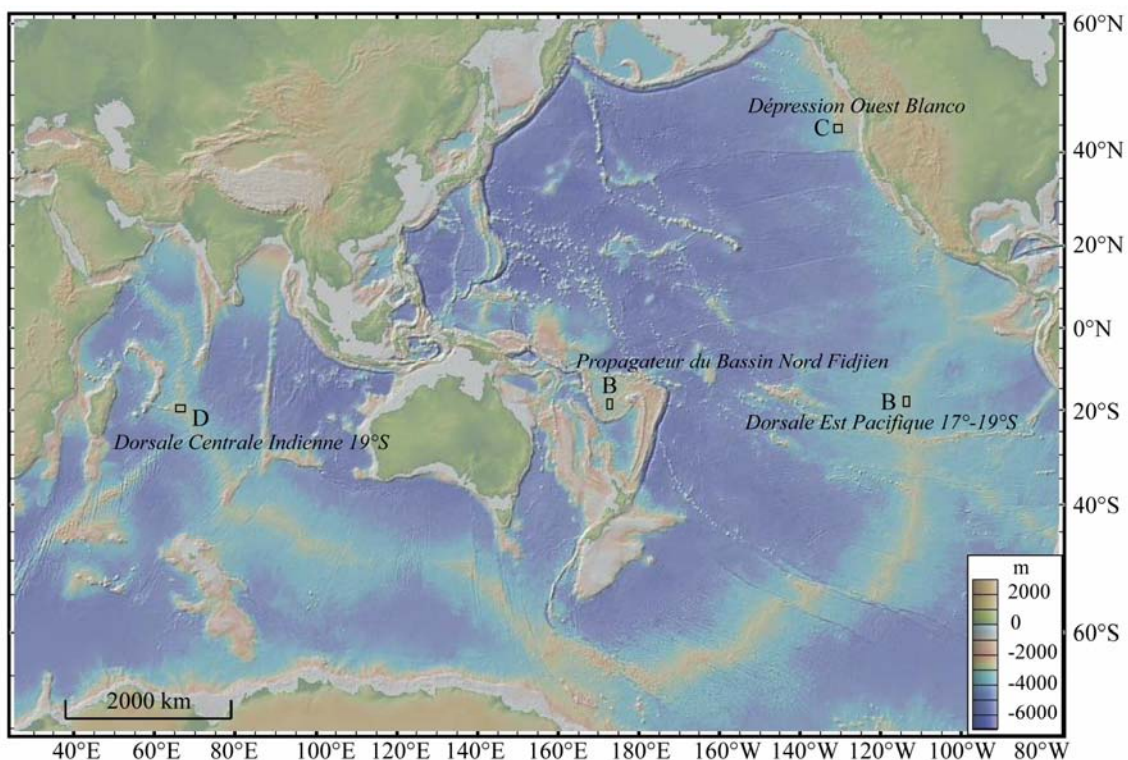 60°N
Dépression Ouest Blanco
C
40°N
20°N
0°N
Propagateur du Bassin Nord Fidjien
B
B
D
20°S
Dorsale Est Pacifique 17°-19°S
Dorsale Centrale Indienne 19°S
40°S
m
2000
0
60°S
-2000
-4000
2000 km
-6000
40°E 60°E 80°E 100°E 120°E 140°E 160°E 180°E 160°W 140°W 120°W 100°W 80°W